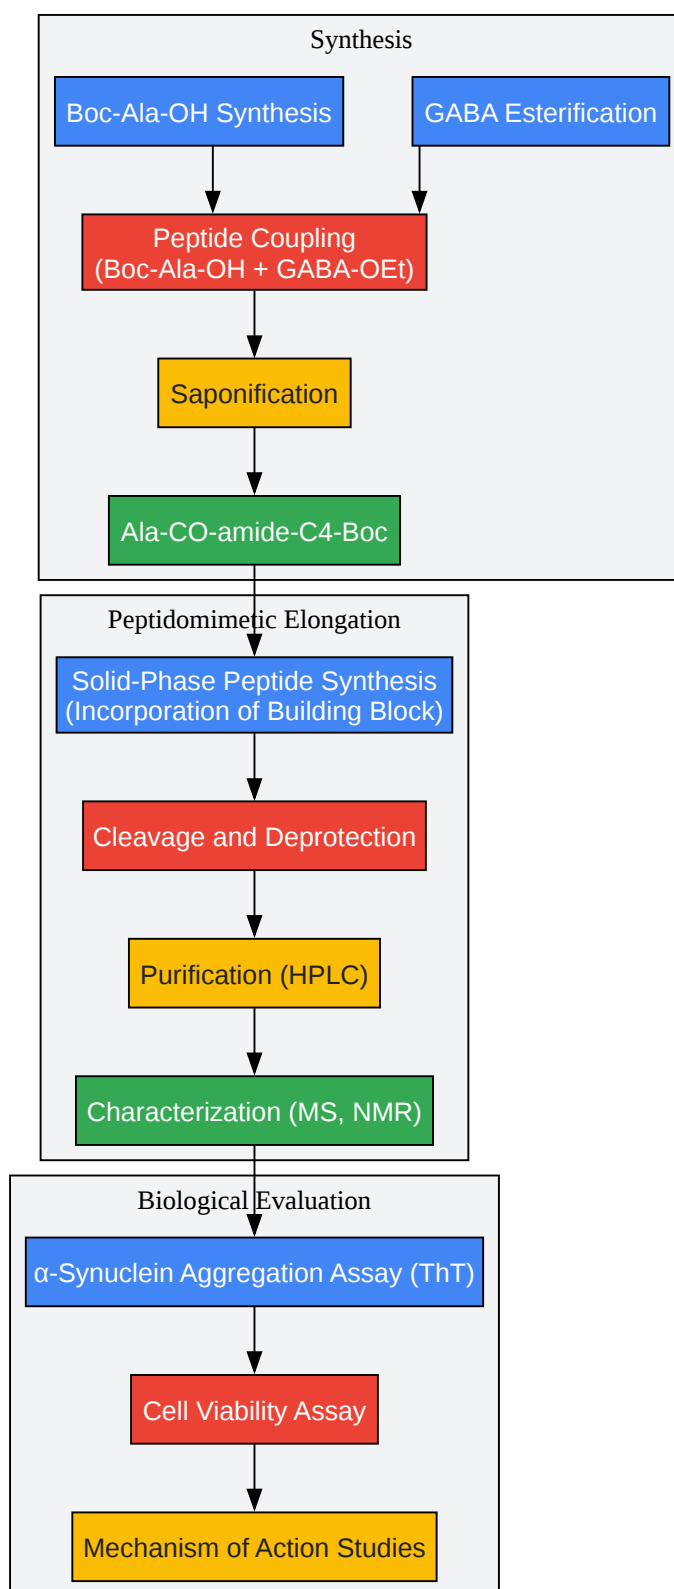 Synthesis
Boc-Ala-OH Synthesis
GABA Esterification
Peptide Coupling
(Boc-Ala-OH + GABA-OEt)
Saponification
Ala-CO-amide-C4-Boc
Peptidomimetic Elongation
Solid-Phase Peptide Synthesis
(Incorporation of Building Block)
Cleavage and Deprotection
Purification (HPLC)
Characterization (MS, NMR)
Biological Evaluation
α-Synuclein Aggregation Assay (ThT)
Cell Viability Assay
Mechanism of Action Studies